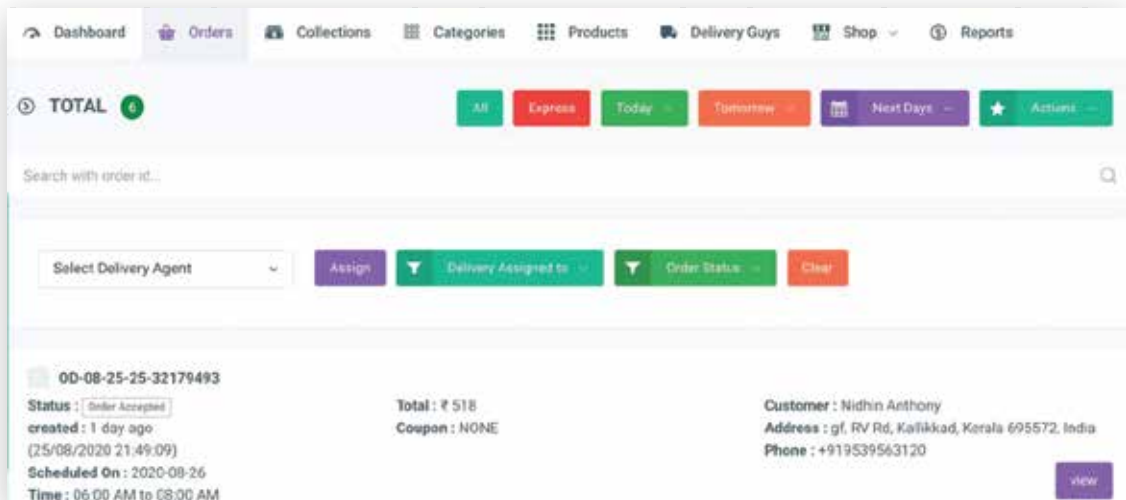 Dashboard Orders Collections Categories Products Delivery Guys Shop Reports
TOTAL 6 All Express Today Tomorrow Next Days Actions
Search with order id...
Select Delivery Agent Assign Delivery Assigned to Order Status Clear
OD-08-25-25-32179493
Status : Order Accepted Total : ₹ 518 Customer : Nidhin Anthony
created : 1 day ago Coupon : NONE Address : gf, RV Rd, Kallikkad, Kerala 695572, India
(25/08/2020 21:49:09) Phone : +919539563120
Scheduled On : 2020-08-26
Time : 06:00 AM to 08:00 AM view